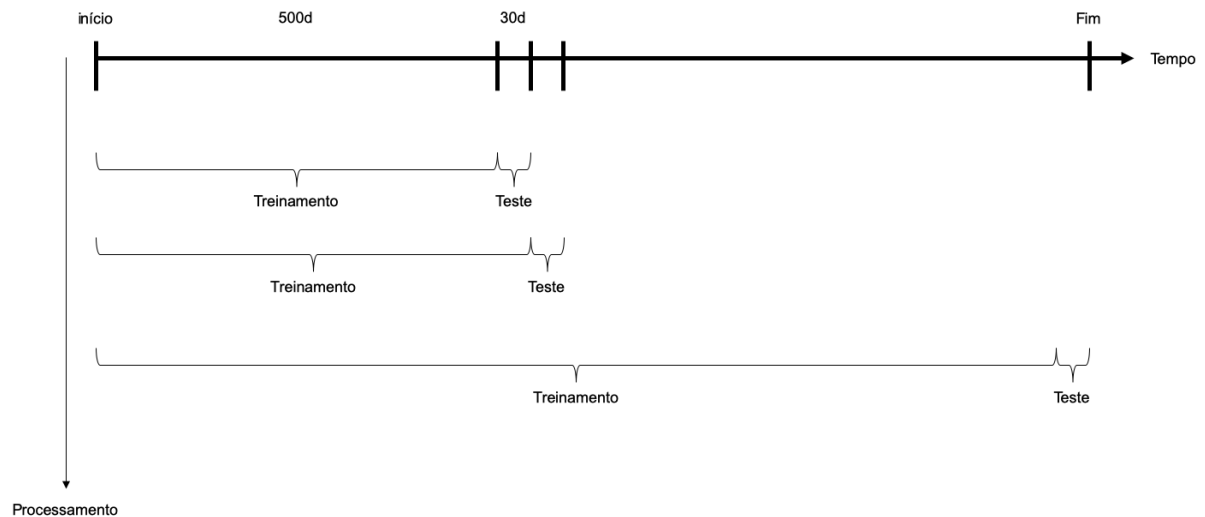 início 500d 30d Fim
Tempo
Treinamento Teste
Treinamento Teste
Treinamento Teste
Processamento